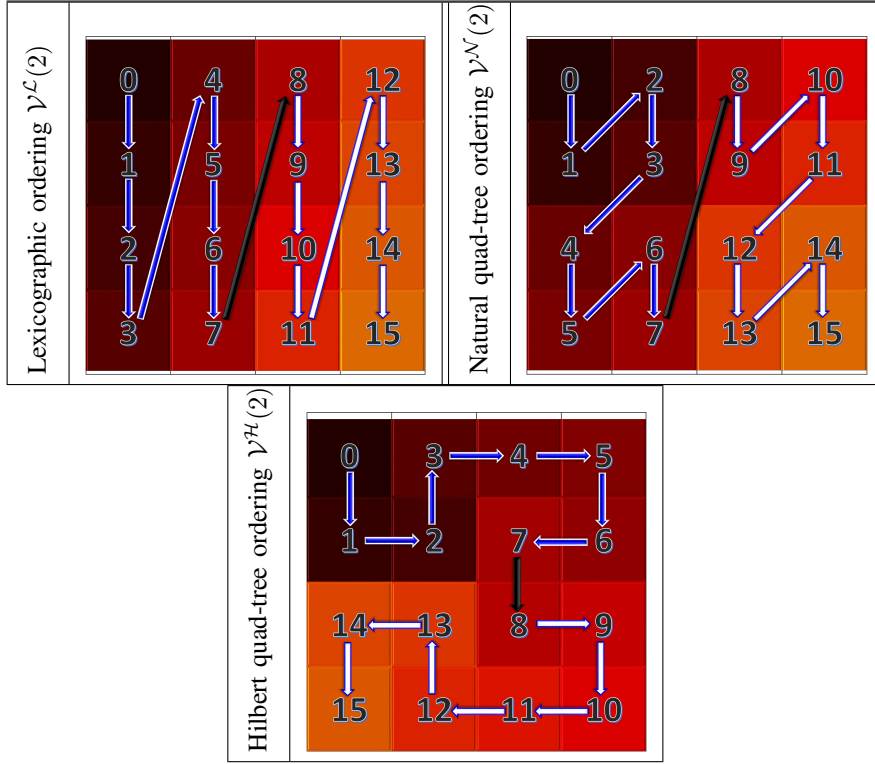 Lexicographic ordering 𝒱^ℒ(2)
0 4 8 12
1 5 9 13
2 6 10 14
3 7 11 15
Natural quad-tree ordering 𝒱^𝒩(2)
0 2 8 10
1 3 9 11
4 6 12 14
5 7 13 15
Hilbert quad-tree ordering 𝒱^ℋ(2)
0 3 4 5
1 2 7 6
14 13 8 9
15 12 11 10